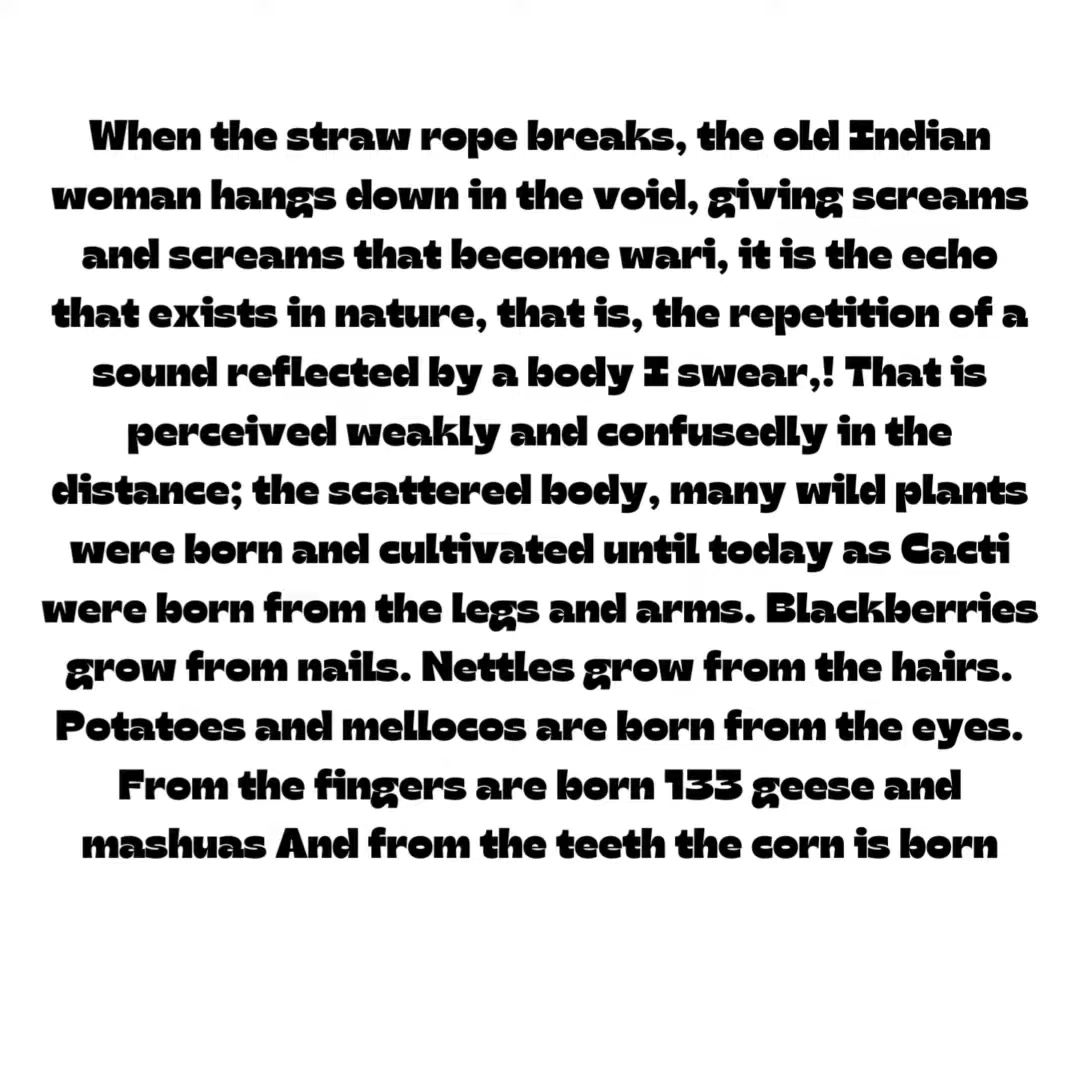 When the straw rope breaks, the old Indian
woman hangs down in the void, giving screams
and screams that become wari, it is the echo
that exists in nature, that is, the repetition of a
sound reflected by a body I swear,! That is
perceived weakly and confusedly in the
distance; the scattered body, many wild plants
were born and cultivated until today as Cacti
were born from the legs and arms. Blackberries
grow from nails. Nettles grow from the hairs.
Potatoes and mellocos are born from the eyes.
From the fingers are born 133 geese and
mashuas And from the teeth the corn is born